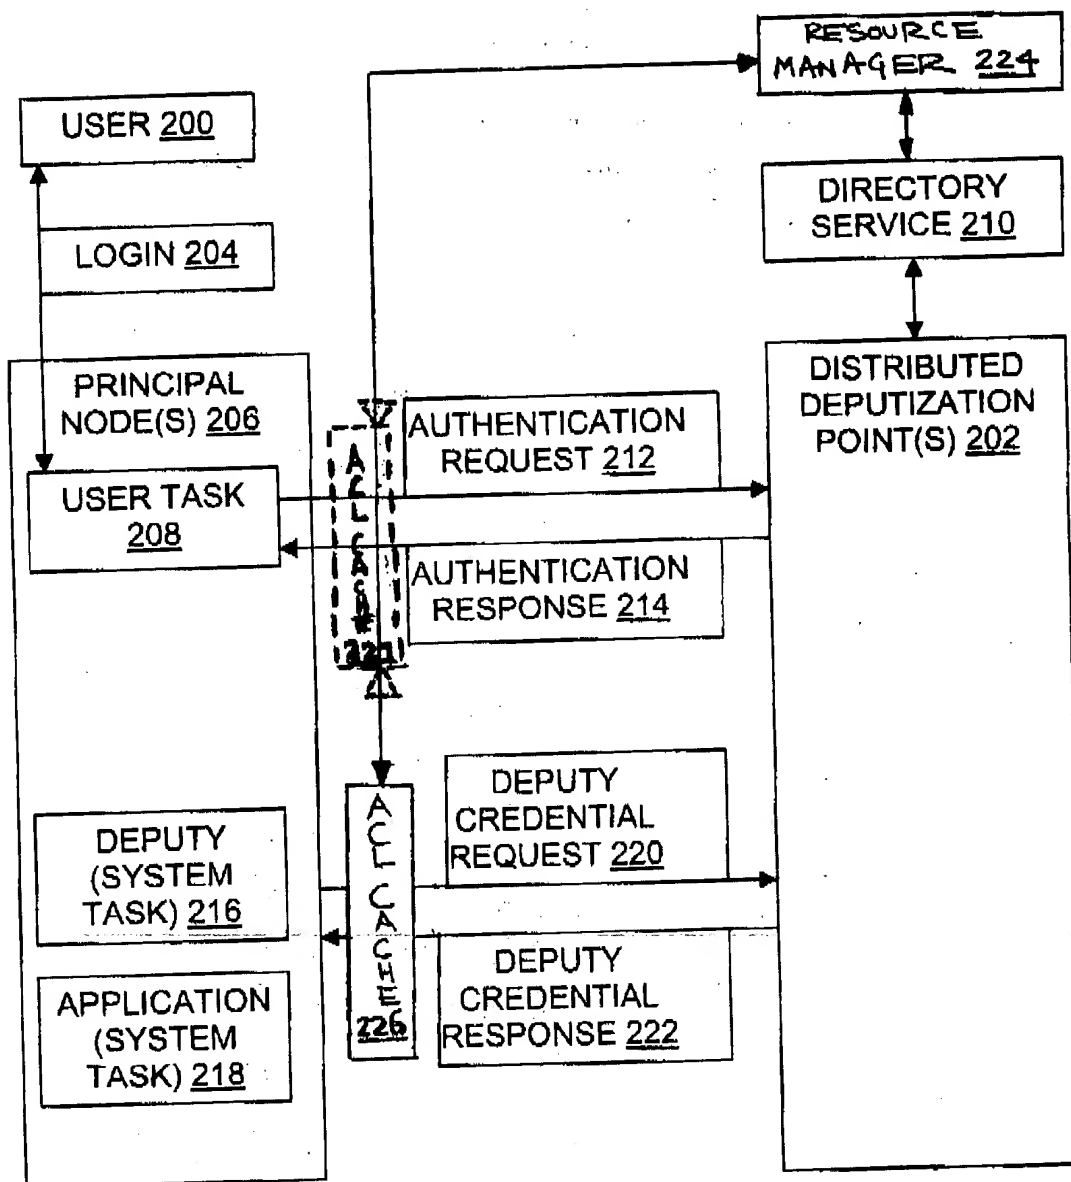 RESOURCE
MANAGER 224
USER 200
DIRECTORY
SERVICE 210
LOGIN 204
PRINCIPAL
NODE(S) 206
DISTRIBUTED
DEPUTIZATION
POINT(S) 202
AUTHENTICATION
REQUEST 212
USER TASK
208
ACL CACHE
AUTHENTICATION
RESPONSE 214
DEPUTY
CREDENTIAL
REQUEST 220
ACL CACHE
226
DEPUTY
(SYSTEM
TASK) 216
DEPUTY
CREDENTIAL
RESPONSE 222
APPLICATION
(SYSTEM
TASK) 218